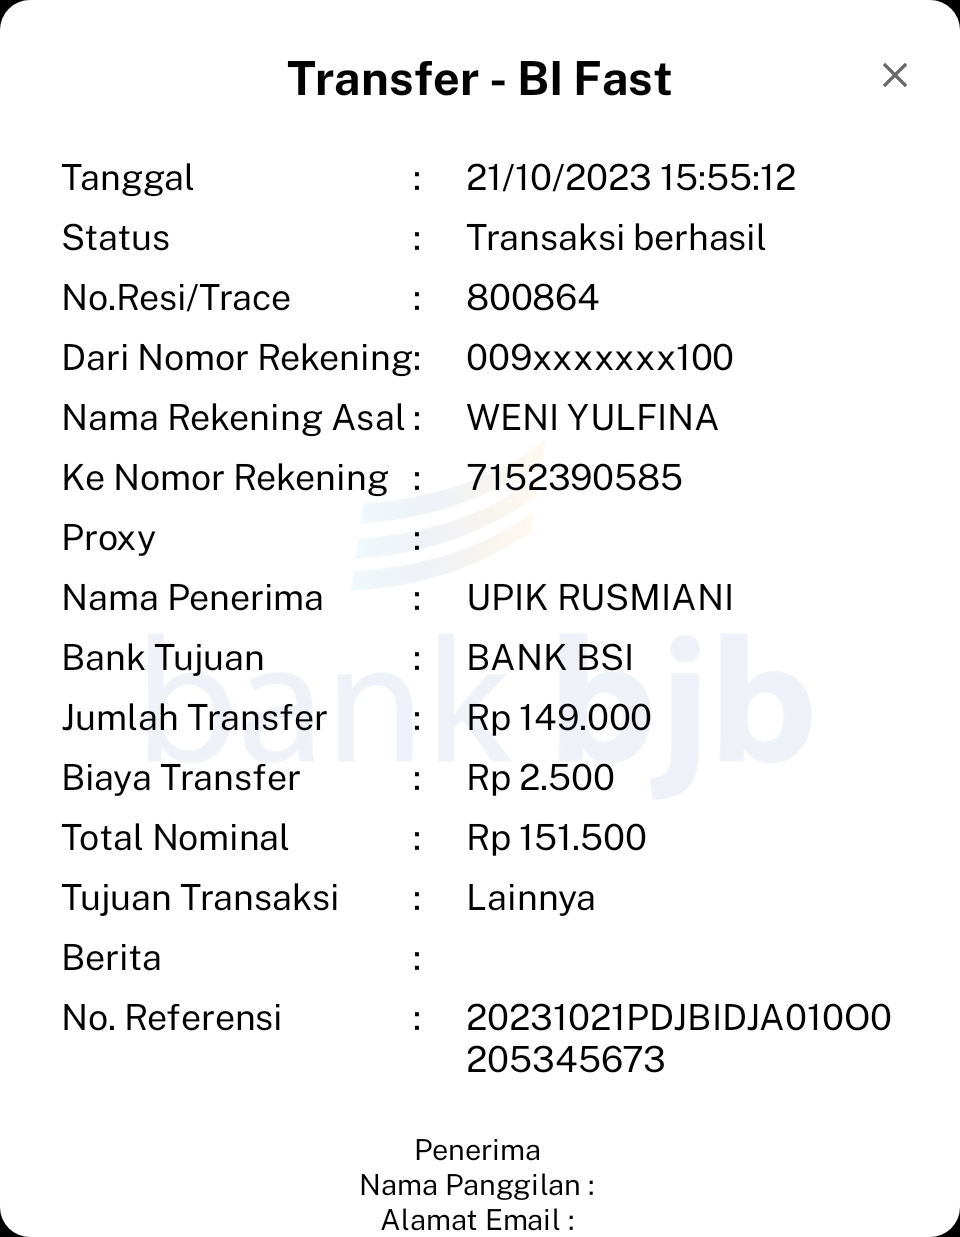 Transfer - BI Fast
Tanggal : 21/10/2023 15:55:12
Status : Transaksi berhasil
No.Resi/Trace : 800864
Dari Nomor Rekening: 009xxxxxxx100
Nama Rekening Asal : WENI YULFINA
Ke Nomor Rekening : 7152390585
Proxy :
Nama Penerima : UPIK RUSMIANI
Bank Tujuan : BANK BSI
Jumlah Transfer : Rp 149.000
Biaya Transfer : Rp 2.500
Total Nominal : Rp 151.500
Tujuan Transaksi : Lainnya
Berita :
No. Referensi : 20231021PDJBIDJA010O0
205345673
Penerima
Nama Panggilan :
Alamat Email :
bank bjb